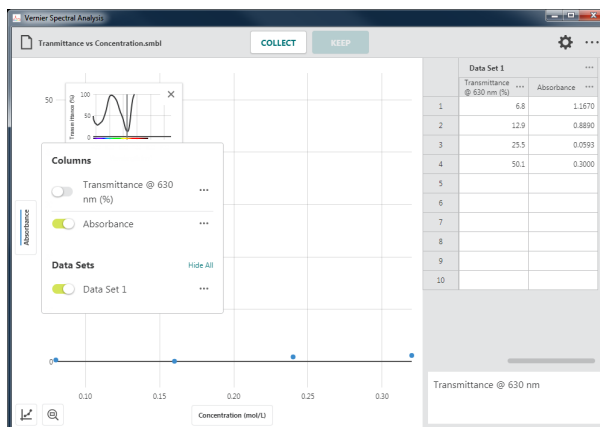 Vernier Spectral Analysis
Tranmittance vs Concentration.smbl
COLLECT
KEEP
50
Transmittance (%)
100
50
0
Columns
Transmittance @ 630
nm (%)
Absorbance
Data Sets
Hide All
Data Set 1
Absorbance
0
0.10
0.15
0.20
0.25
0.30
Concentration (mol/L)
Data Set 1
Transmittance
@ 630 nm (%)
Absorbance
1 6.8 1.1670
2 12.9 0.8890
3 25.5 0.0593
4 50.1 0.3000
5
6
7
8
9
10
Transmittance @ 630 nm